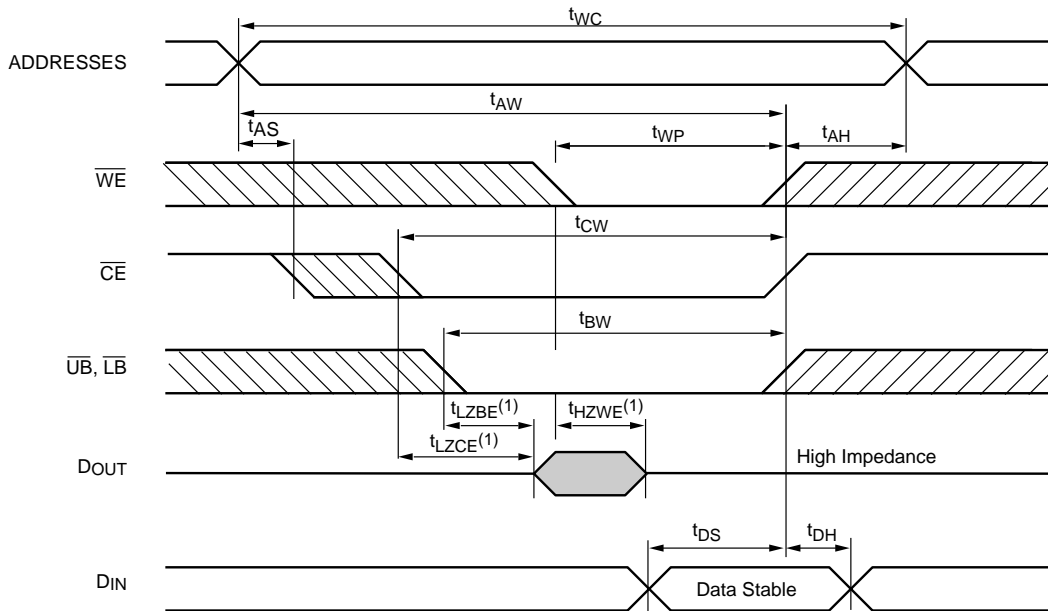 tWC
ADDRESSES
tAW
tAS
tWP
tAH
WE
tCW
CE
tBW
UB, LB
tLZBE(1)
tHZWE(1)
tLZCE(1)
DOUT
High Impedance
tDS
tDH
DIN
Data Stable